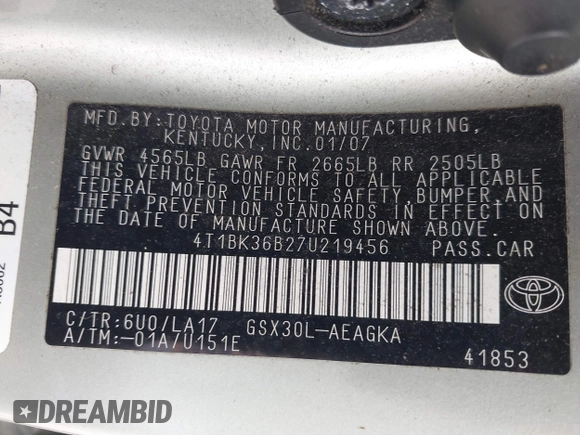 MFD. BY:TOYOTA MOTOR MANUFACTURING,
KENTUCKY, INC. 01/07
GVWR 4565LB GAWR FR 2665LB RR 2505LB
THIS VEHICLE CONFORMS TO ALL APPLICABLE
FEDERAL MOTOR VEHICLE SAFETY, BUMPER, AND
THEFT PREVENTION STANDARDS IN EFFECT ON
THE DATE OF MANUFACTURE SHOWN ABOVE.
4T1BK36B27U219456 PASS.CAR
C/TR:6U0/LA17 GSX30L-AEAGKA
A/TM:-01A/U151E 41853
TOYOTA
B4
DREAMBID